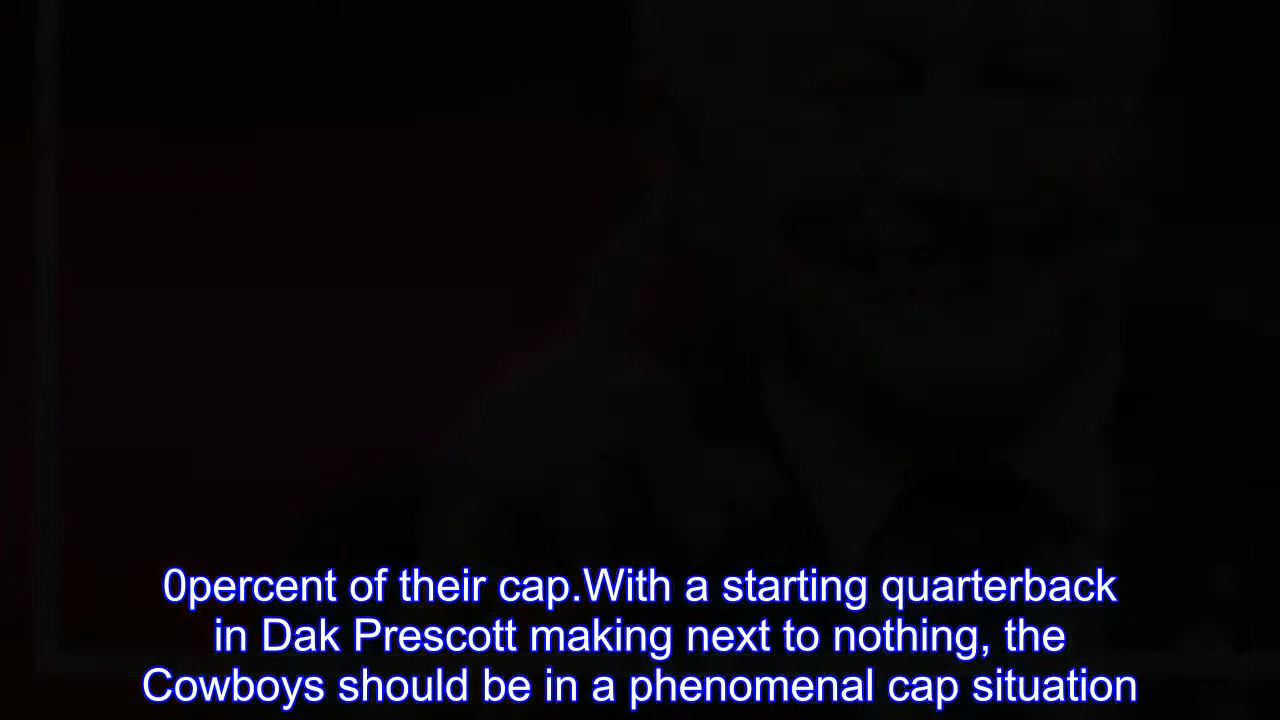 0percent of their cap.With a starting quarterback
in Dak Prescott making next to nothing, the
Cowboys should be in a phenomenal cap situation